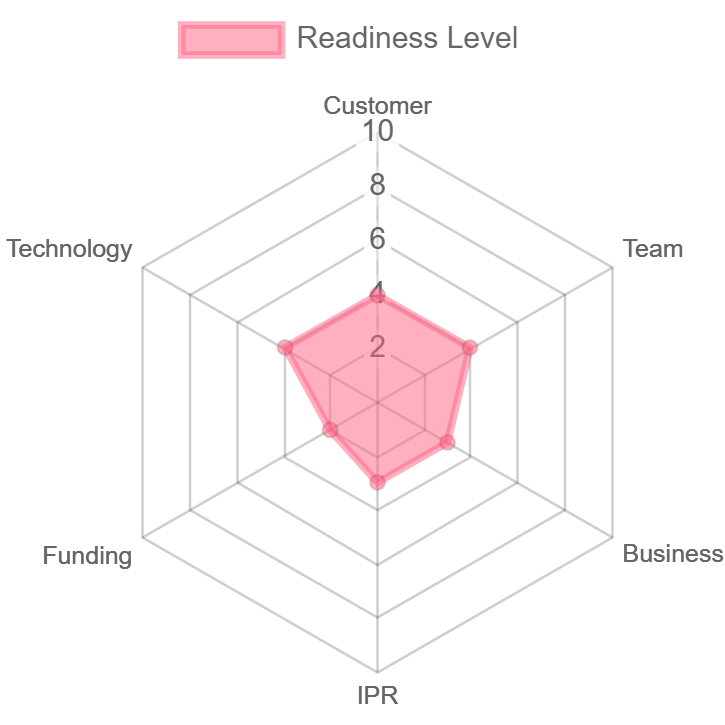 Readiness Level
Customer
10
8
6
4
2
Technology
Team
Funding
Business
IPR